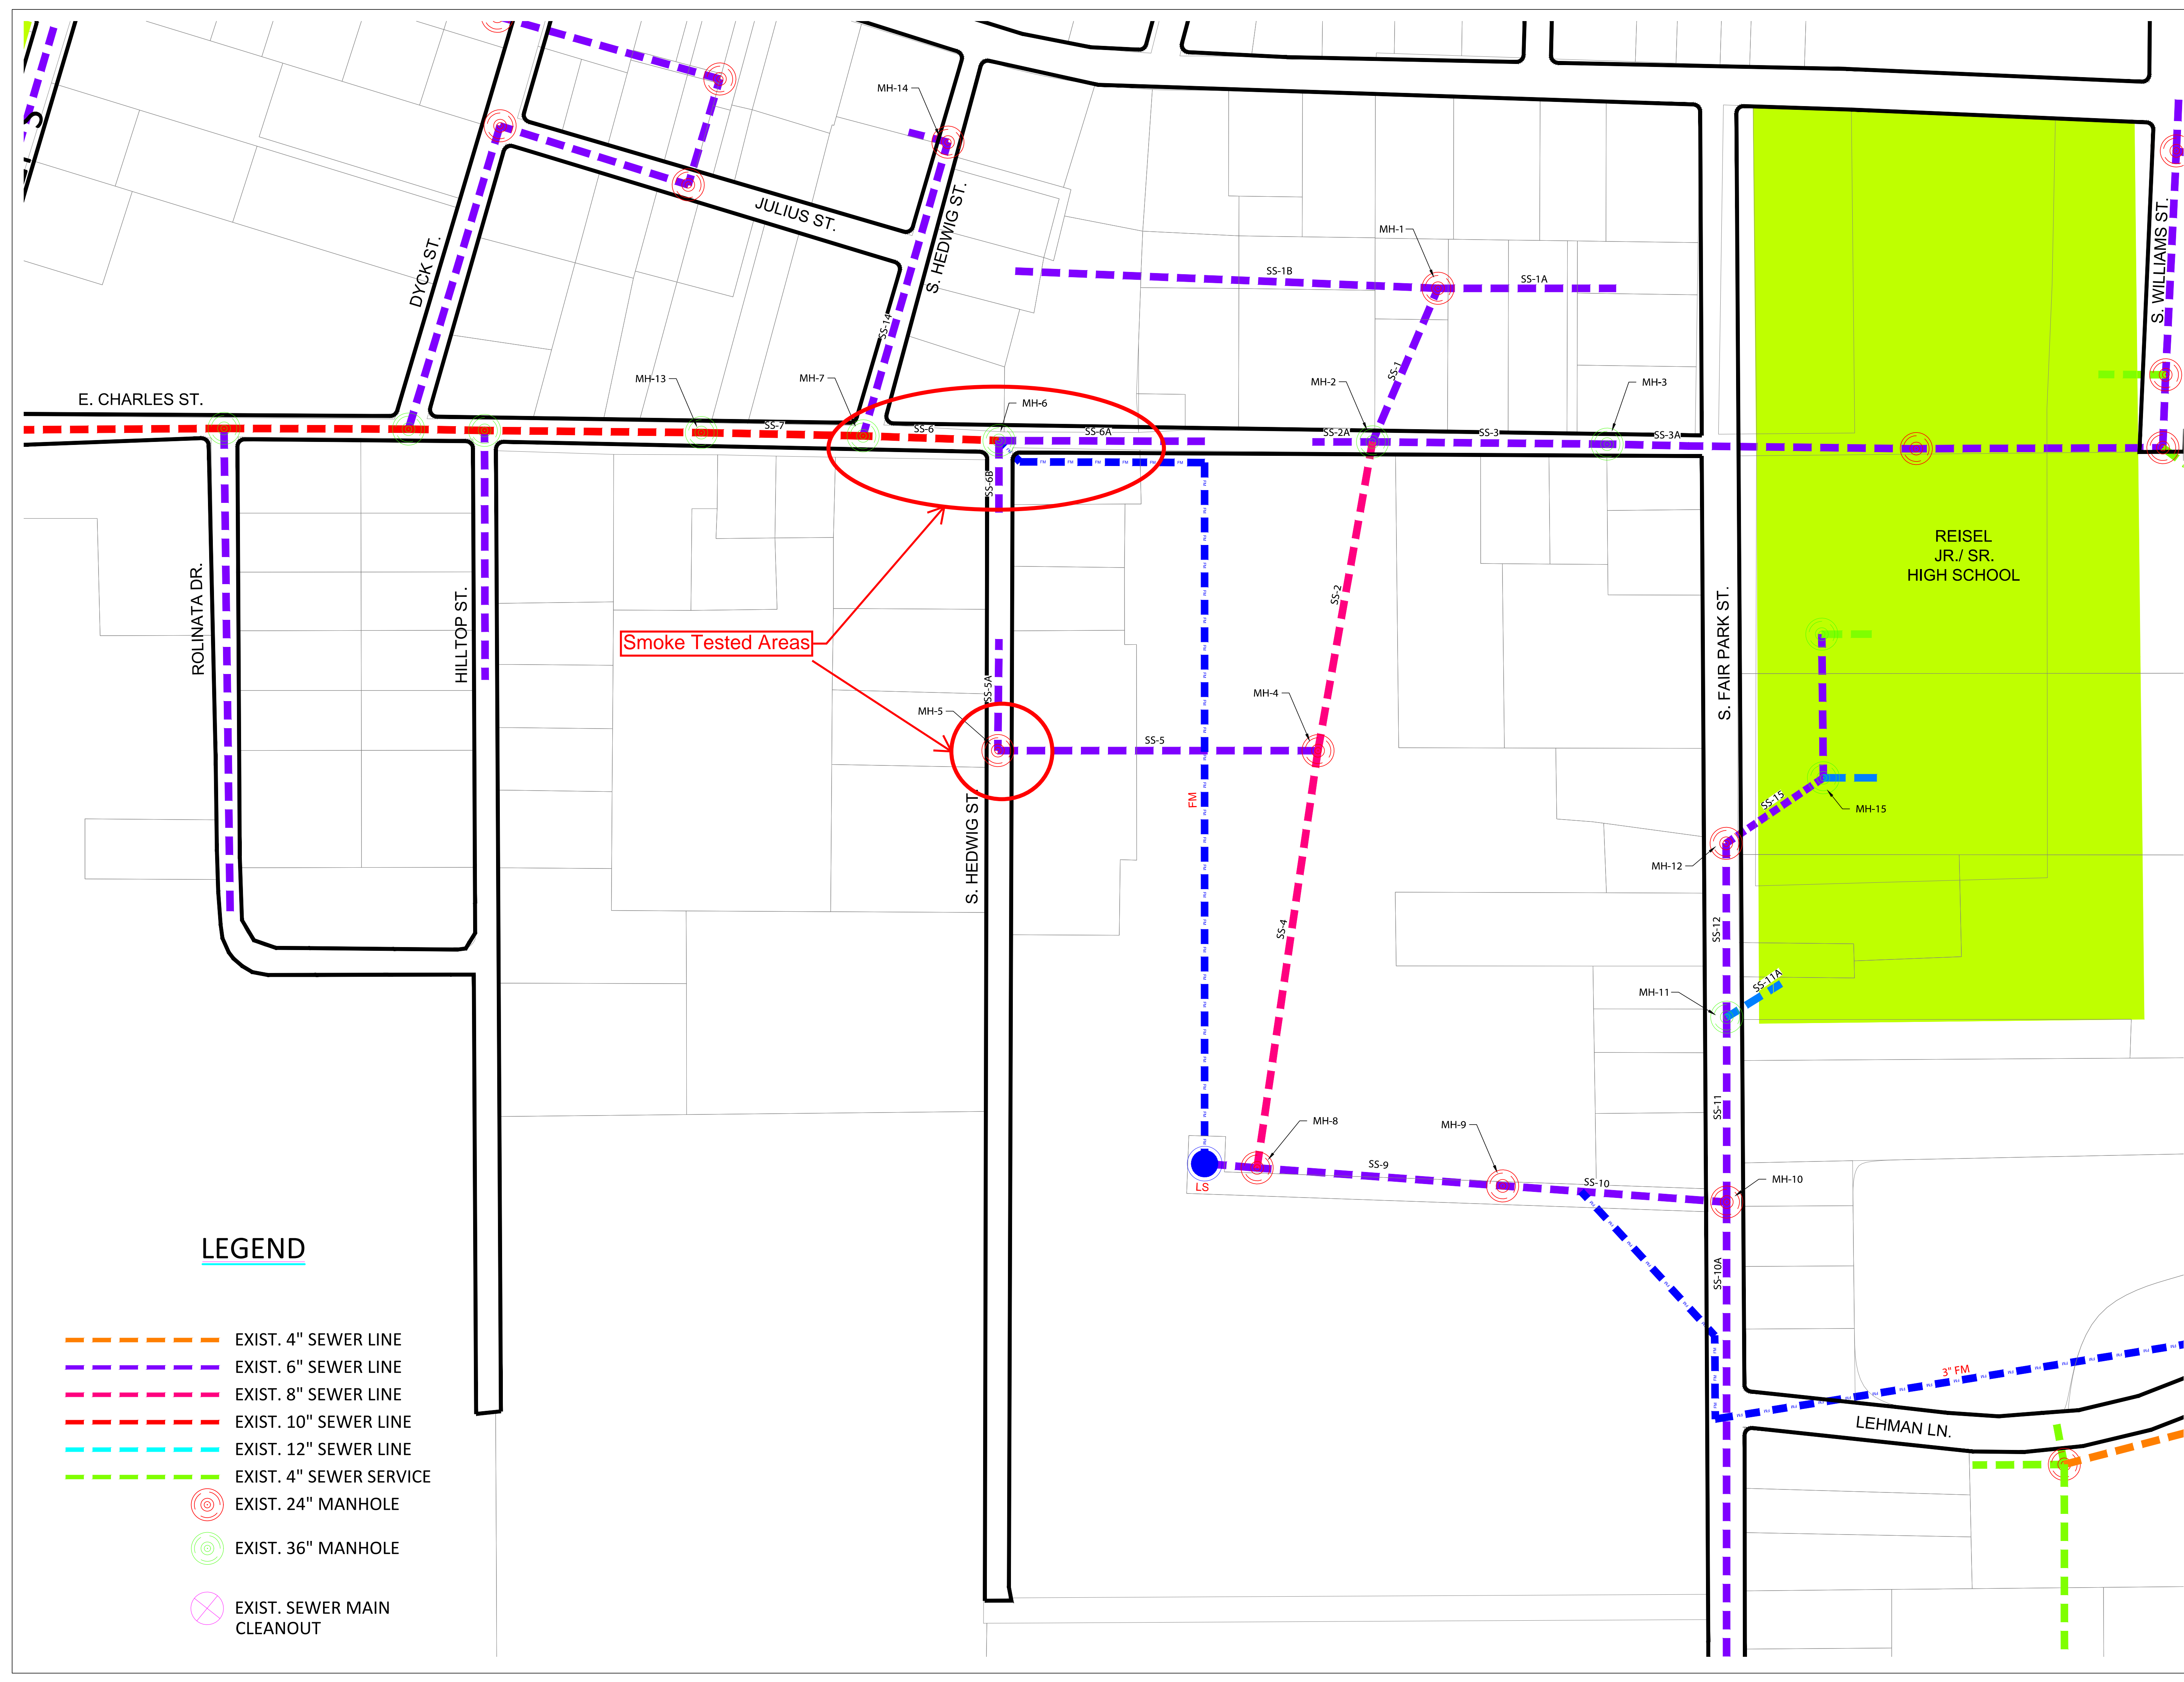 MH-14
JULIUS ST.
S. HEDWIG ST.
DYCK ST.
S. WILLIAMS ST.
MH-1
SS-1B
SS-1A
SS-14
SS-1
E. CHARLES ST.
MH-13
MH-7
MH-6
MH-2
MH-3
SS-7
SS-6
SS-6A
SS-2A
SS-3
SS-3A
SS-6B
REISEL
JR./ SR.
HIGH SCHOOL
ROLINATA DR.
HILLTOP ST.
Smoke Tested Areas
SS-2
S. FAIR PARK ST.
SS-5A
MH-5
MH-4
SS-5
FM
S. HEDWIG ST.
SS-15
MH-15
MH-12
SS-4
SS-12
SS-11A
MH-11
SS-11
MH-8
MH-9
SS-9
SS-10
LS
MH-10
SS-10A
3" FM
LEHMAN LN.
LEGEND
EXIST. 4" SEWER LINE
EXIST. 6" SEWER LINE
EXIST. 8" SEWER LINE
EXIST. 10" SEWER LINE
EXIST. 12" SEWER LINE
EXIST. 4" SEWER SERVICE
EXIST. 24" MANHOLE
EXIST. 36" MANHOLE
EXIST. SEWER MAIN
CLEANOUT